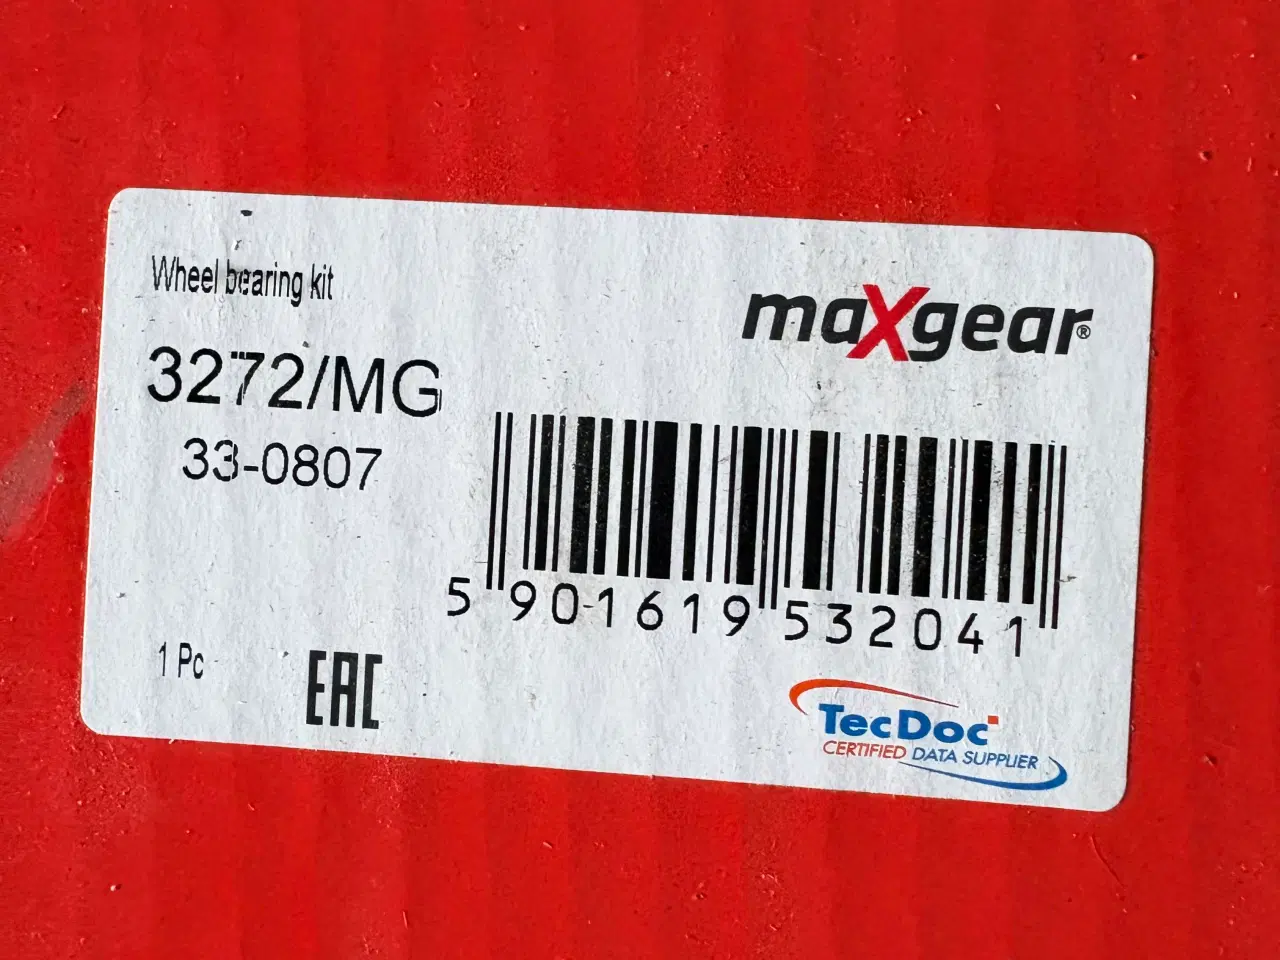 Wheel bearing kit
maxgear®
3272/MG
33-0807
5 901619 532041
1 Pc
EAC
TecDoc
CERTIFIED DATA SUPPLIER